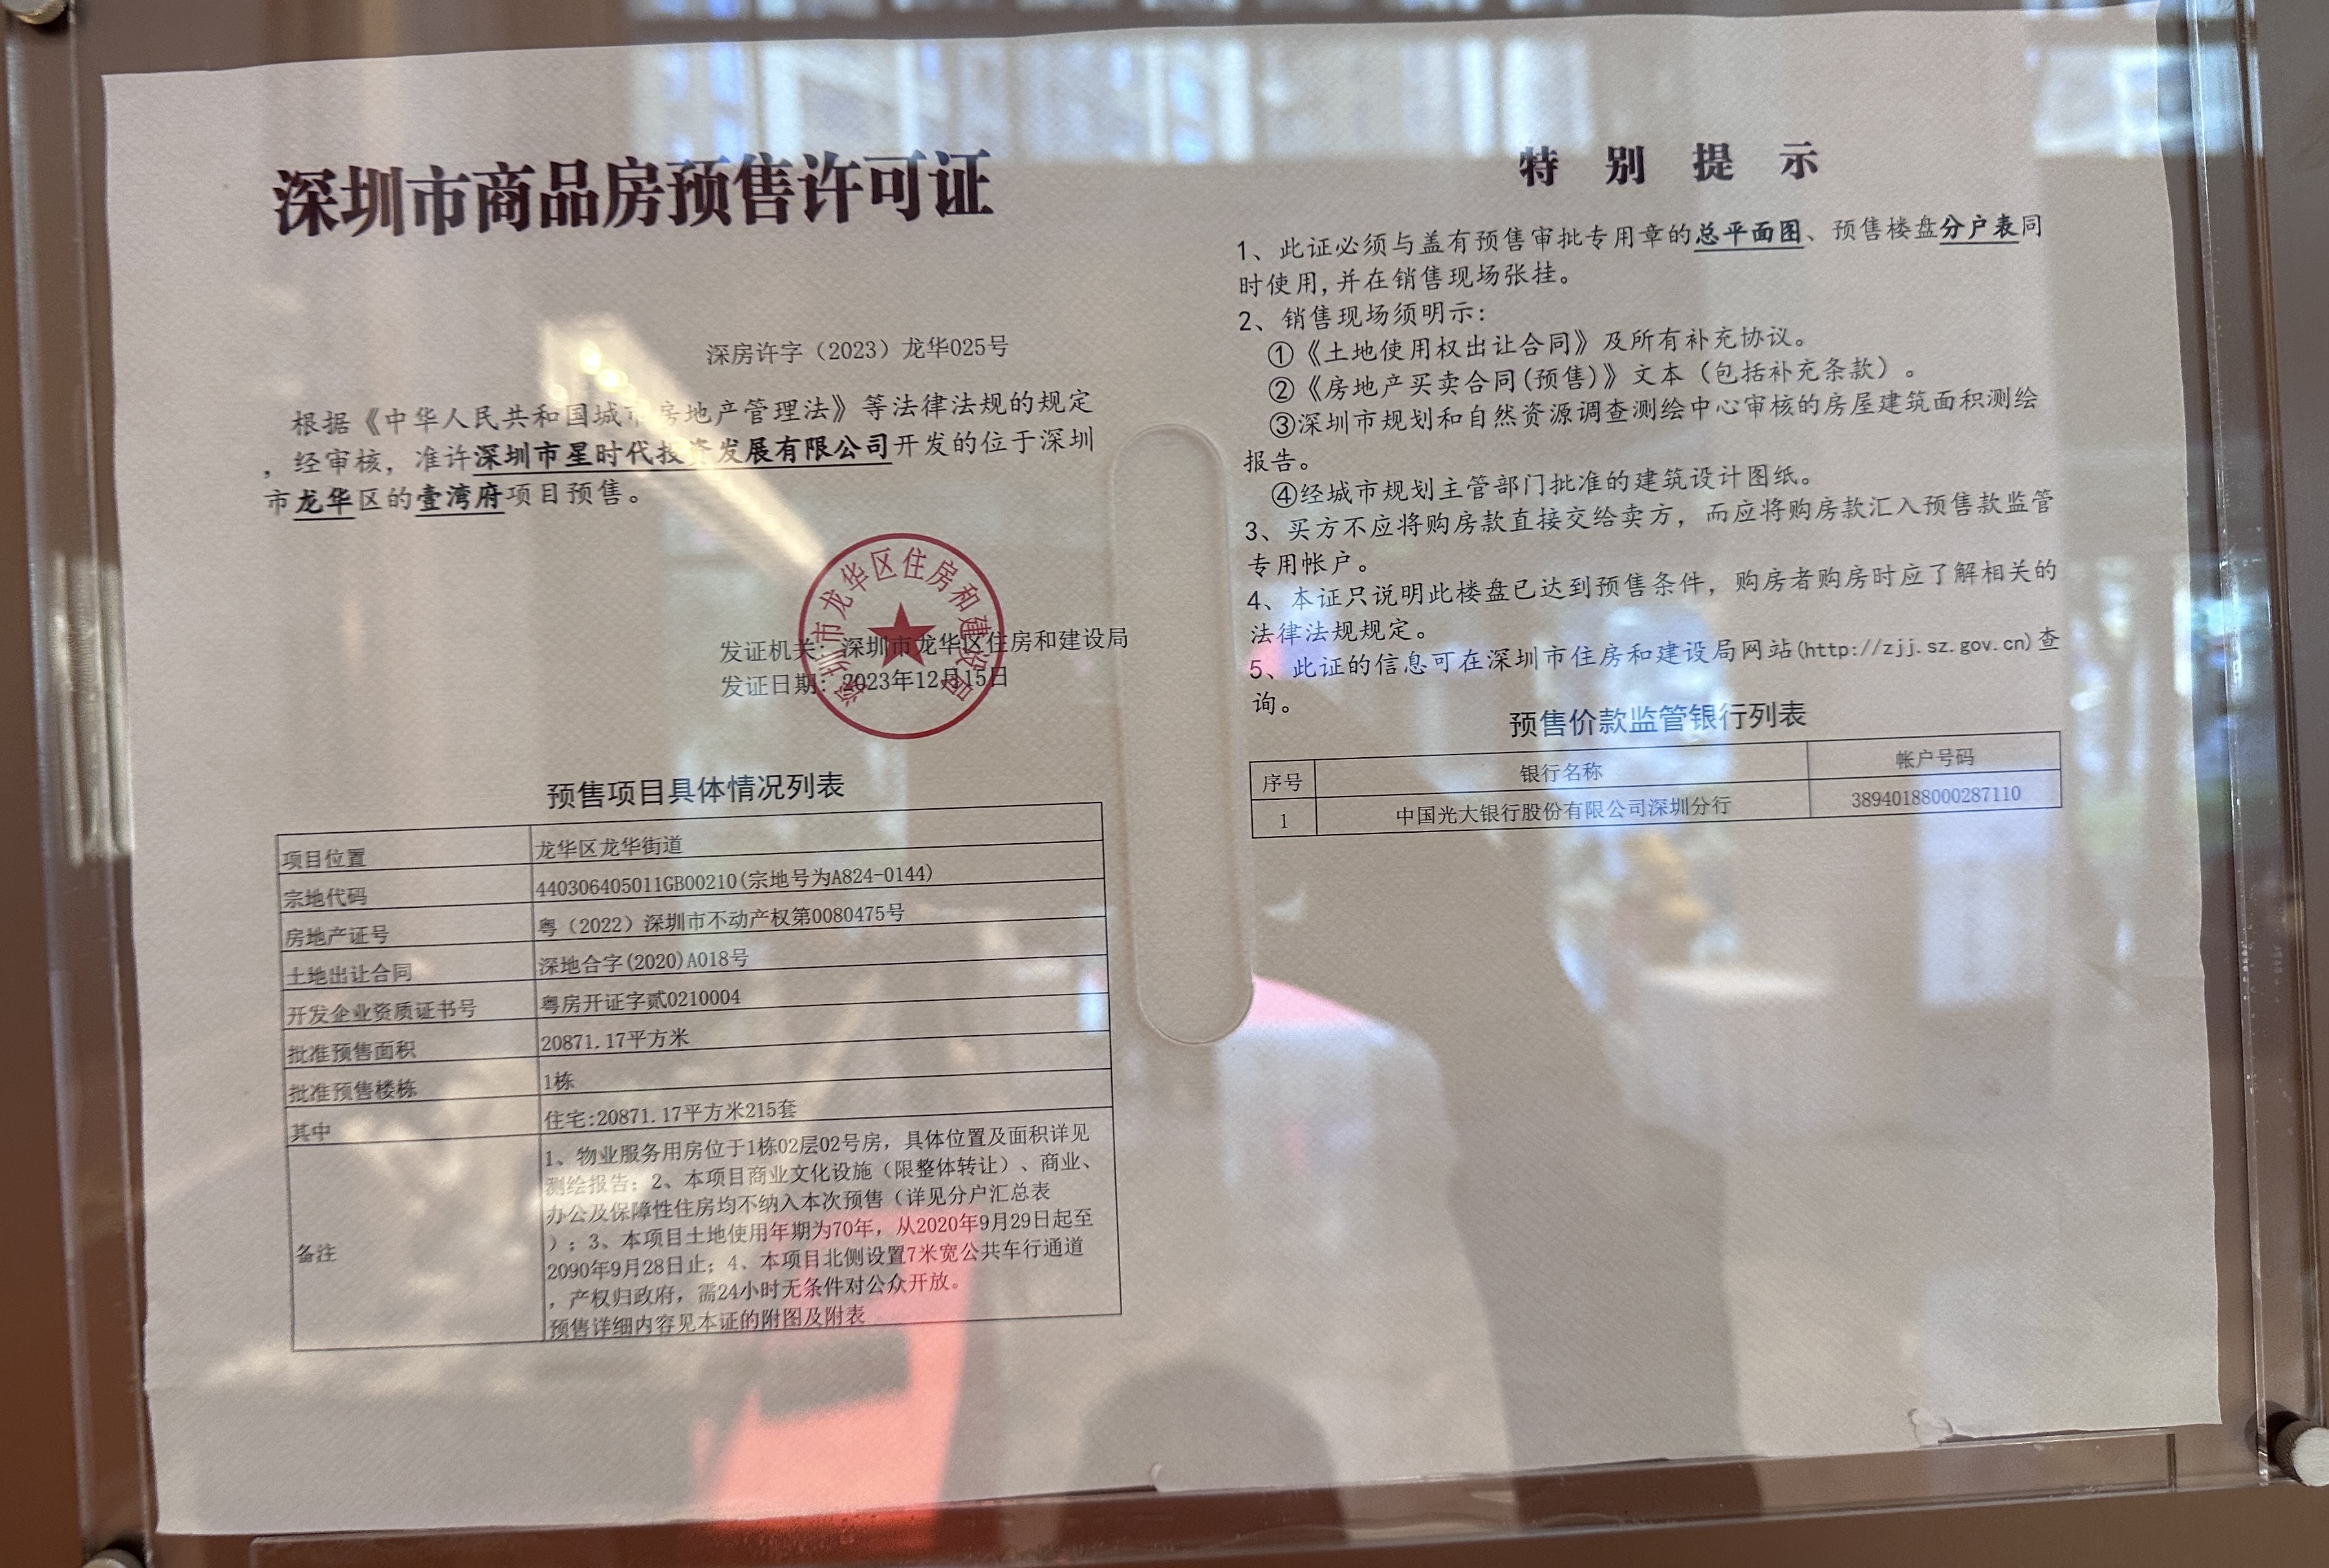 深圳市商品房预售许可证
深房许字（2023）龙华025号
根据《中华人民共和国城市房地产管理法》等法律法规的规定
，经审核，准许深圳市星时代投资发展有限公司开发的位于深圳
市龙华区的壹湾府项目预售。
深圳市龙华区住房和建设局
发证机关：深圳市龙华区住房和建设局
发证日期：2023年12月15日
预售项目具体情况列表
项目位置 龙华区龙华街道
宗地代码 440306405011GB00210(宗地号为A824-0144)
房地产证号 粤（2022）深圳市不动产权第0080475号
土地出让合同 深地合字(2020)A018号
开发企业资质证书号 粤房开证字贰0210004
批准预售面积 20871.17平方米
批准预售楼栋 1栋
其中 住宅:20871.17平方米215套
备注
1、物业服务用房位于1栋02层02号房，具体位置及面积详见
测绘报告；2、本项目商业文化设施（限整体转让）、商业、
办公及保障性住房均不纳入本次预售（详见分户汇总表
）；3、本项目土地使用年期为70年，从2020年9月29日起至
2090年9月28日止；4、本项目北侧设置7米宽公共车行通道
，产权归政府，需24小时无条件对公众开放。
预售详细内容见本证的附图及附表
特别提示
1、此证必须与盖有预售审批专用章的总平面图、预售楼盘分户表同
时使用,并在销售现场张挂。
2、销售现场须明示：
①《土地使用权出让合同》及所有补充协议。
②《房地产买卖合同(预售)》文本（包括补充条款）。
③深圳市规划和自然资源调查测绘中心审核的房屋建筑面积测绘
报告。
④经城市规划主管部门批准的建筑设计图纸。
3、买方不应将购房款直接交给卖方，而应将购房款汇入预售款监管
专用帐户。
4、本证只说明此楼盘已达到预售条件，购房者购房时应了解相关的
法律法规规定。
5、此证的信息可在深圳市住房和建设局网站(http://zjj.sz.gov.cn)查
询。
预售价款监管银行列表
序号 银行名称 帐户号码
1 中国光大银行股份有限公司深圳分行 38940188000287110